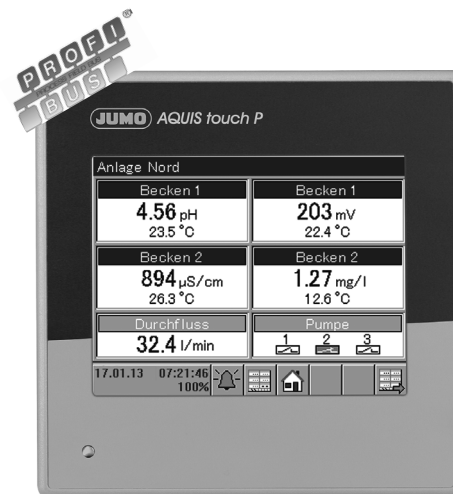 PROFI
BUS
JUMO AQUIS touch P
Anlage Nord
Becken 1
4.56 pH
23.5 °C
Becken 1
203 mV
22.4 °C
Becken 2
894 µS/cm
26.3 °C
Becken 2
1.27 mg/l
12.6 °C
Durchfluss
32.4 l/min
Pumpe
1 2 3
17.01.13 07:21:46
100%